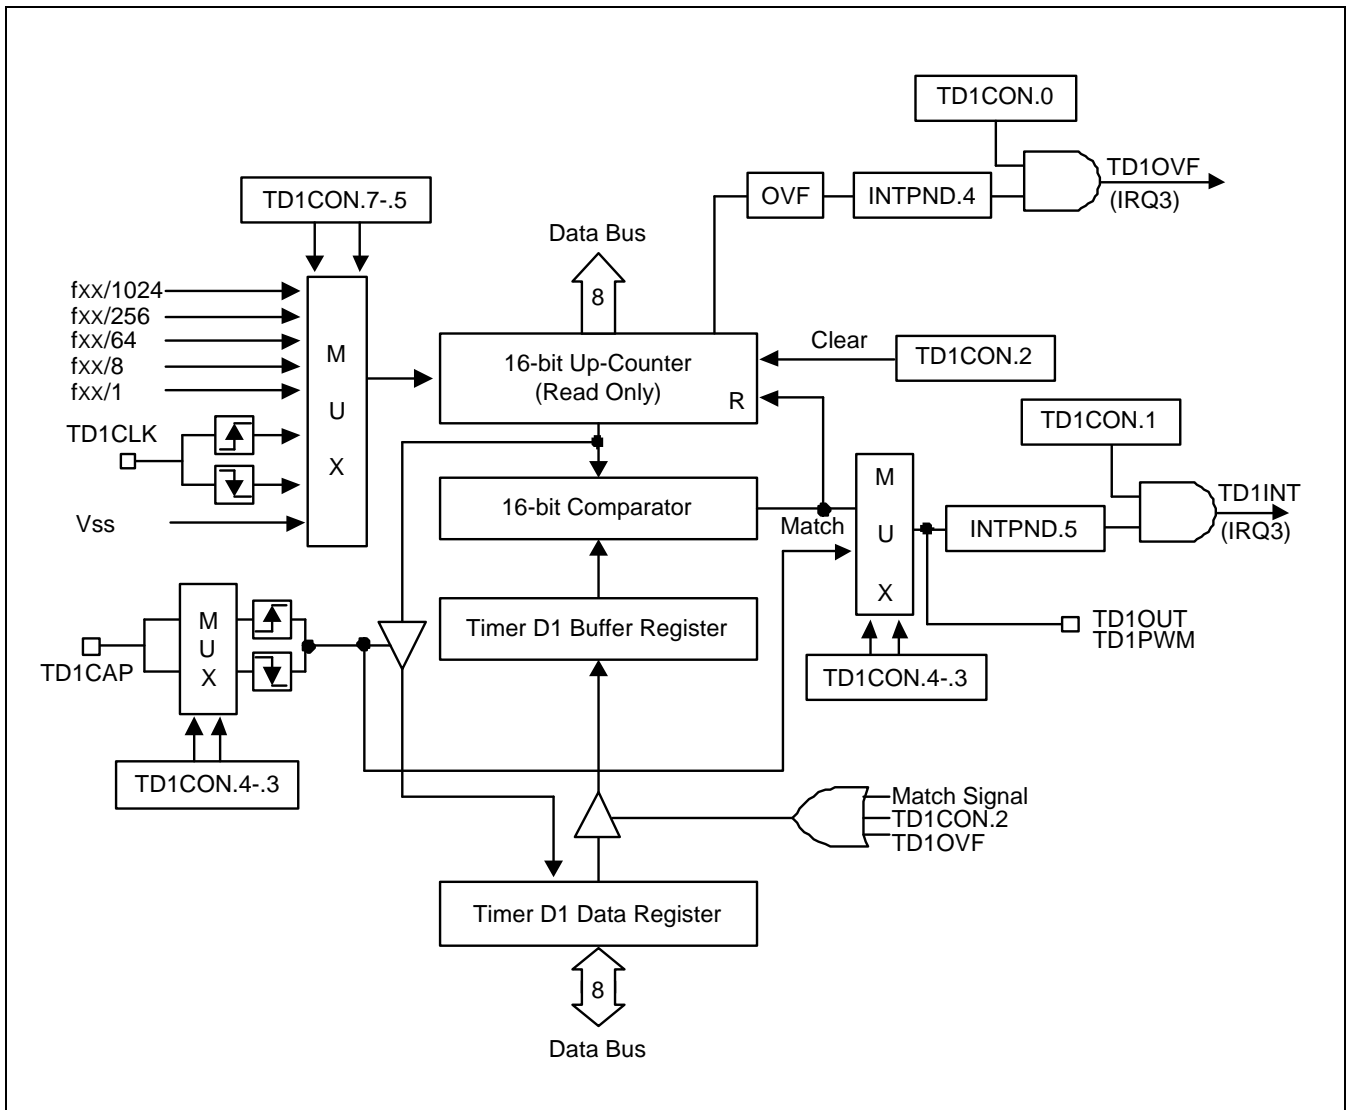 TD1CON.0
TD1OVF
(IRQ3)
OVF
INTPND.4
TD1CON.7-.5
Data Bus
8
fxx/1024
fxx/256
fxx/64
fxx/8
fxx/1
TD1CLK
Vss
M
U
X
16-bit Up-Counter
(Read Only)
R
Clear
TD1CON.2
TD1CON.1
16-bit Comparator
Match
M
U
X
INTPND.5
TD1INT
(IRQ3)
TD1OUT
TD1PWM
TD1CON.4-.3
TD1CAP
M
U
X
TD1CON.4-.3
Timer D1 Buffer Register
Match Signal
TD1CON.2
TD1OVF
Timer D1 Data Register
8
Data Bus